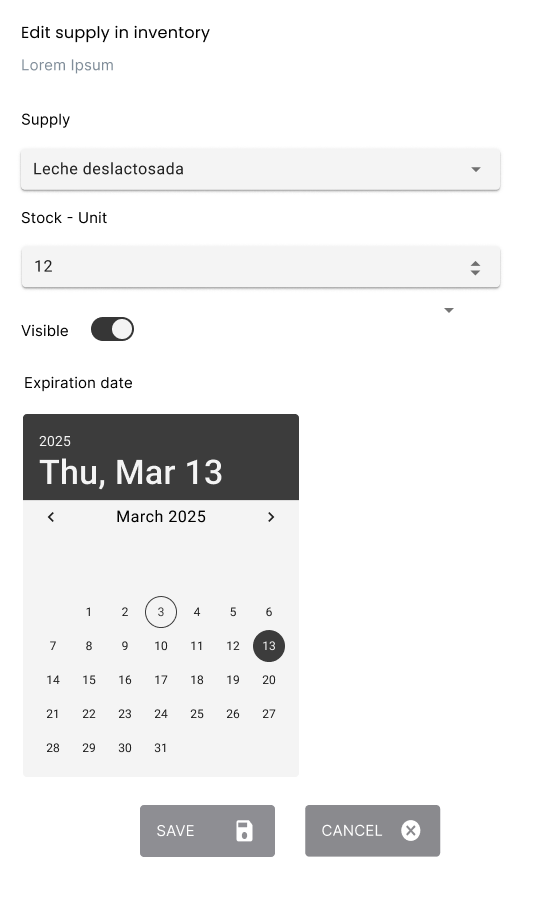 Edit supply in inventory
Lorem Ipsum
Supply
Leche deslactosada
Stock - Unit
12
Visible
Expiration date
2025
Thu, Mar 13
March 2025
1 2 3 4 5 6
7 8 9 10 11 12 13
14 15 16 17 18 19 20
21 22 23 24 25 26 27
28 29 30 31
SAVE CANCEL